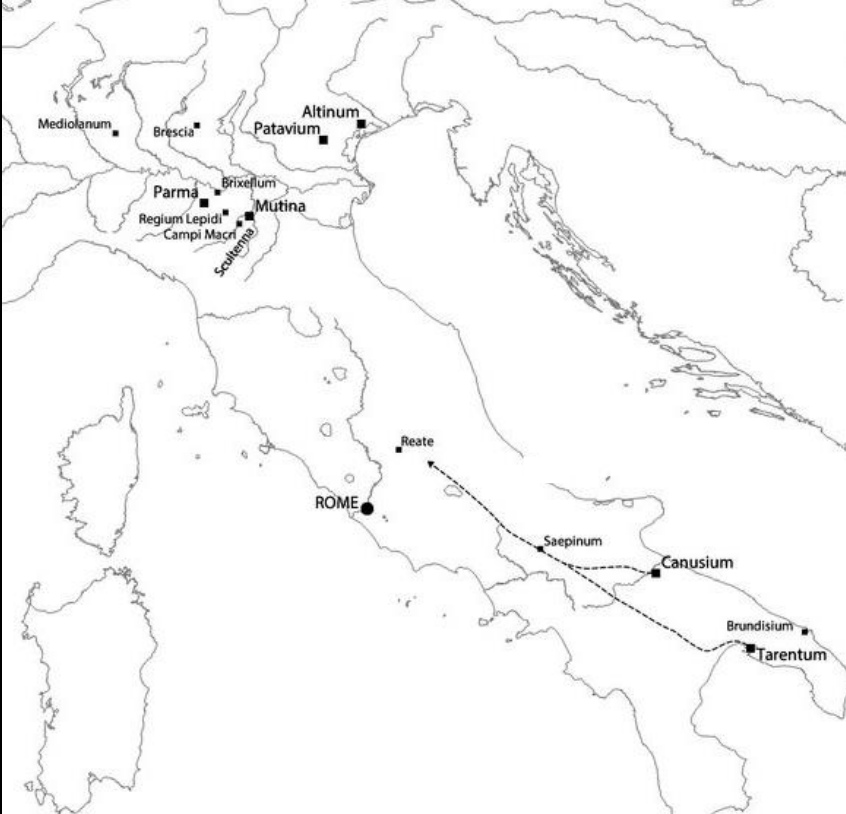 Altinum
Mediolanum
Brescia
Patavium
Brixellum
Parma
Mutina
Regium Lepidi
Campi Macri
Scultenna
Reate
ROME
Saepinum
Canusium
Brundisium
Tarentum